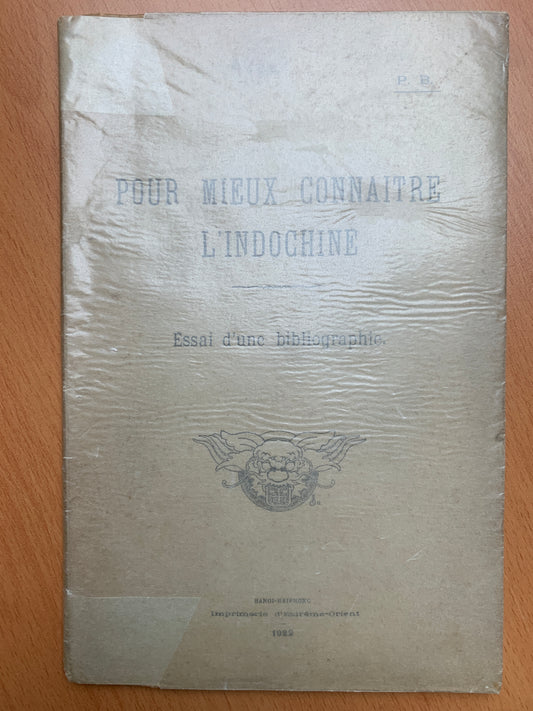 P. B.
POUR MIEUX CONNAITRE
L'INDOCHINE
Essai d'une bibliographie.
HANOI-HAIPHONG
Imprimerie d'Extrême-Orient
1922